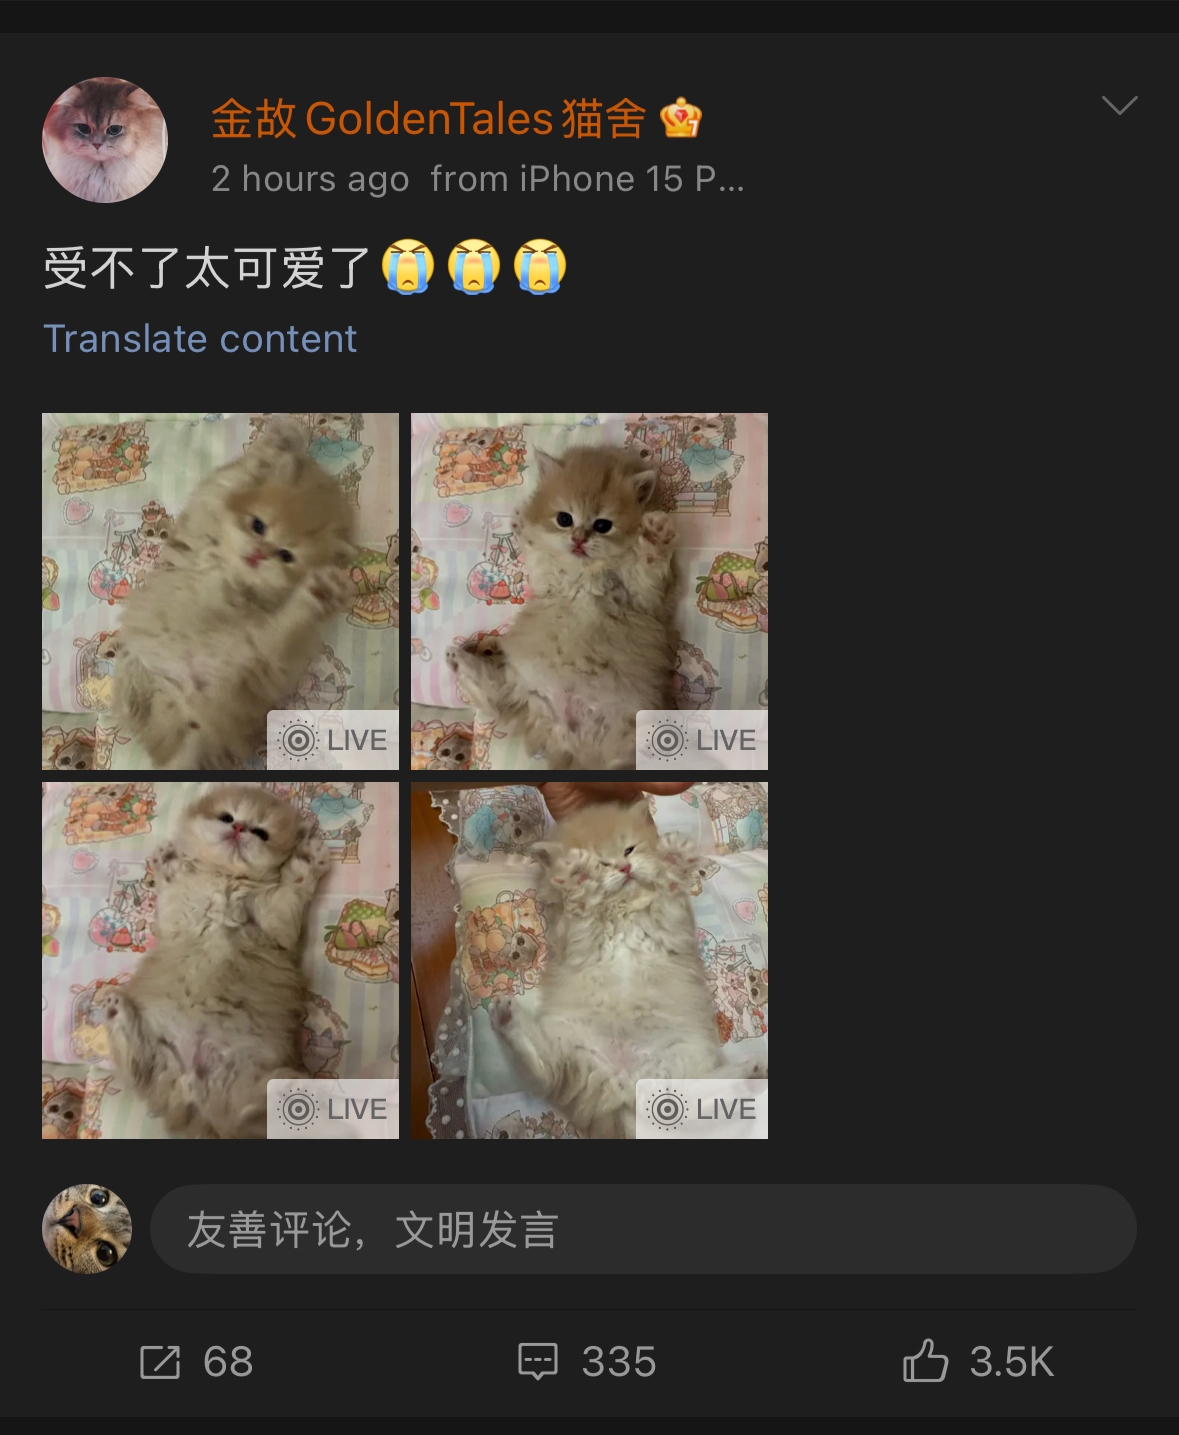 金故GoldenTales猫舍
2 hours ago from iPhone 15 P...
受不了太可爱了😭😭😭
Translate content
LIVE
LIVE
LIVE
LIVE
友善评论，文明发言
68
335
3.5K